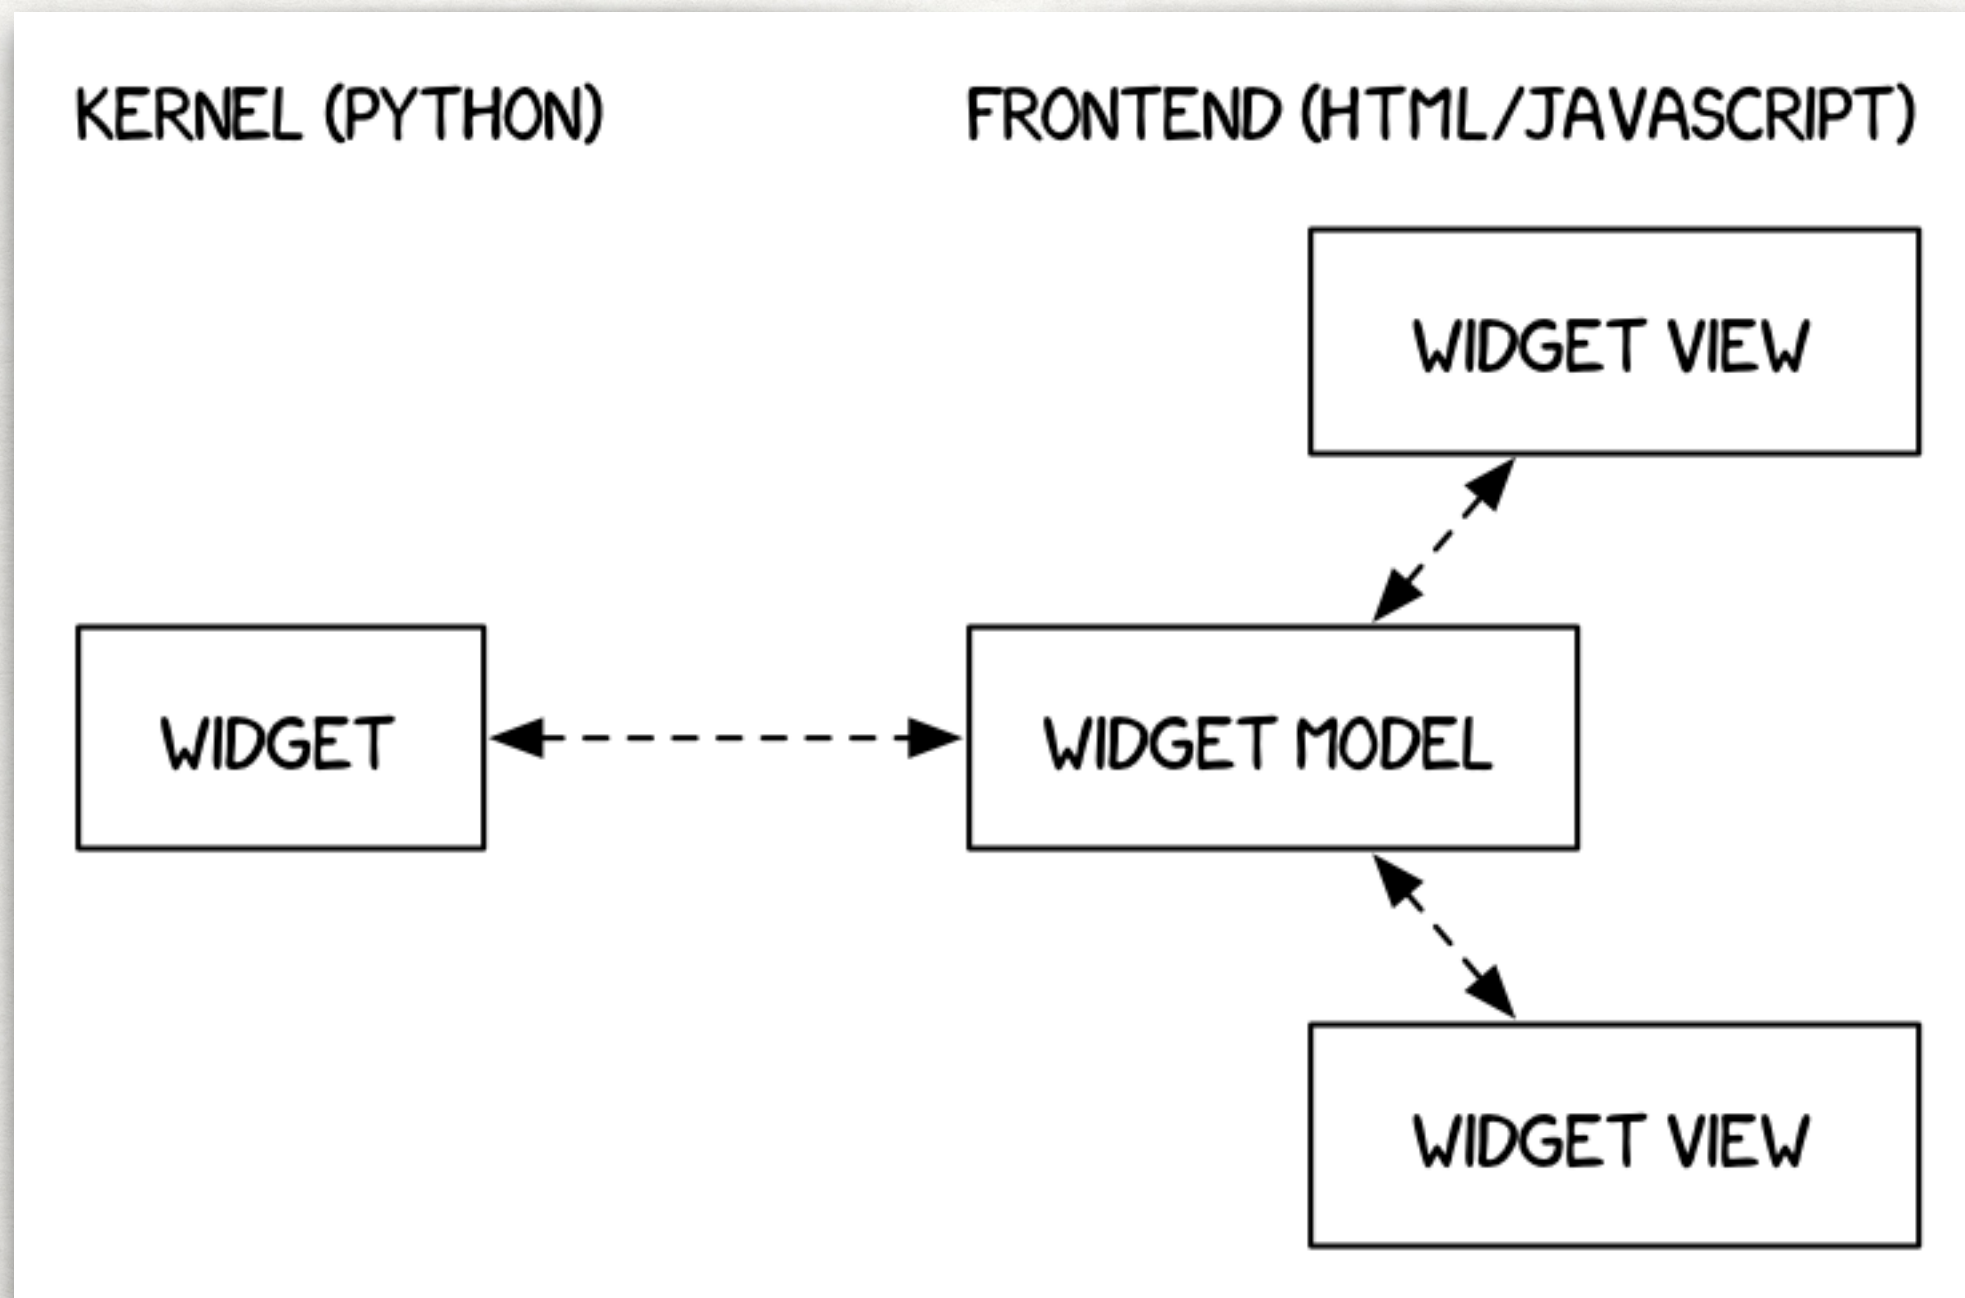 KERNEL (PYTHON)
FRONTEND (HTML/JAVASCRIPT)
WIDGET VIEW
WIDGET
WIDGET MODEL
WIDGET VIEW